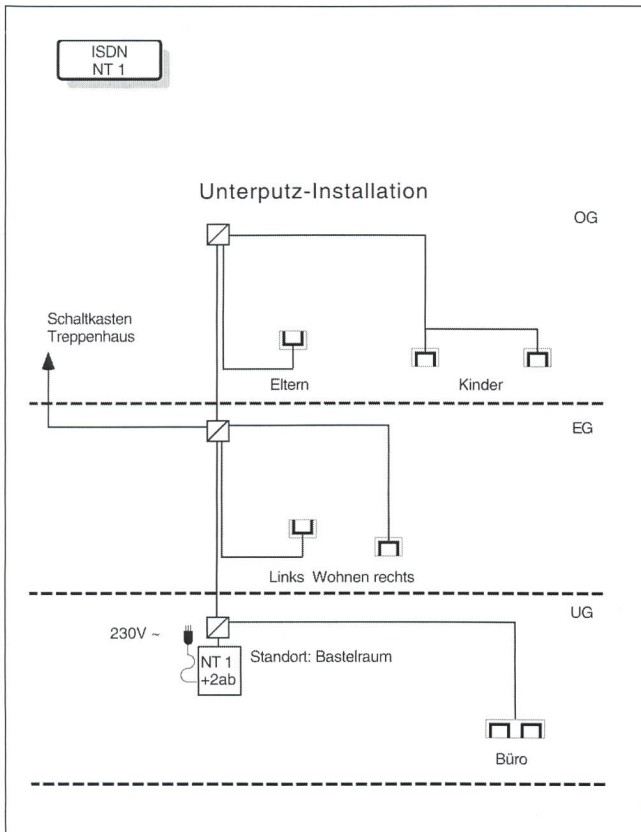 ISDN
NT 1
Unterputz-Installation
OG
Schaltkasten
Treppenhaus
Eltern
Kinder
EG
Links Wohnen rechts
UG
230V ~
NT 1
+2ab
Standort: Bastelraum
Büro